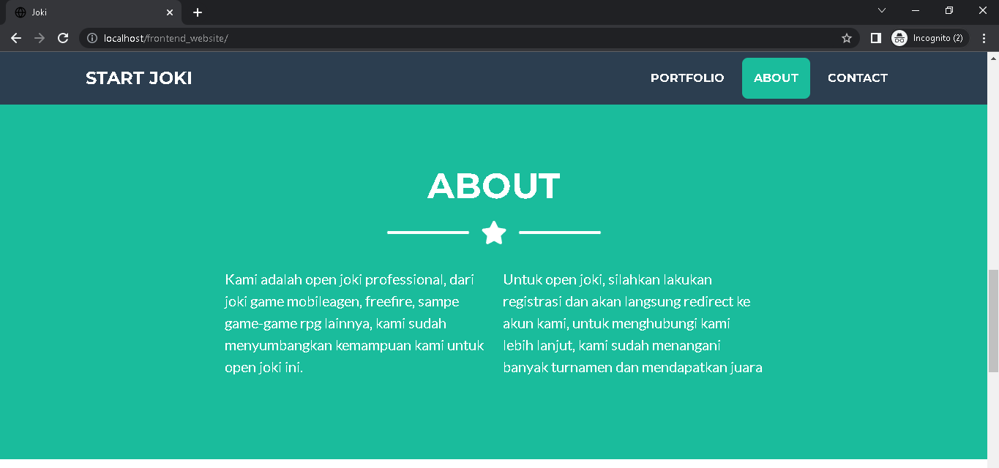 Joki
localhost/frontend_website/
Incognito (2)
START JOKI
PORTFOLIO
ABOUT
CONTACT
ABOUT
Kami adalah open joki professional, dari
joki game mobileagen, freefire, sampe
game-game rpg lainnya, kami sudah
menyumbangkan kemampuan kami untuk
open joki ini.
Untuk open joki, silahkan lakukan
registrasi dan akan langsung redirect ke
akun kami, untuk menghubungi kami
lebih lanjut, kami sudah menangani
banyak turnamen dan mendapatkan juara